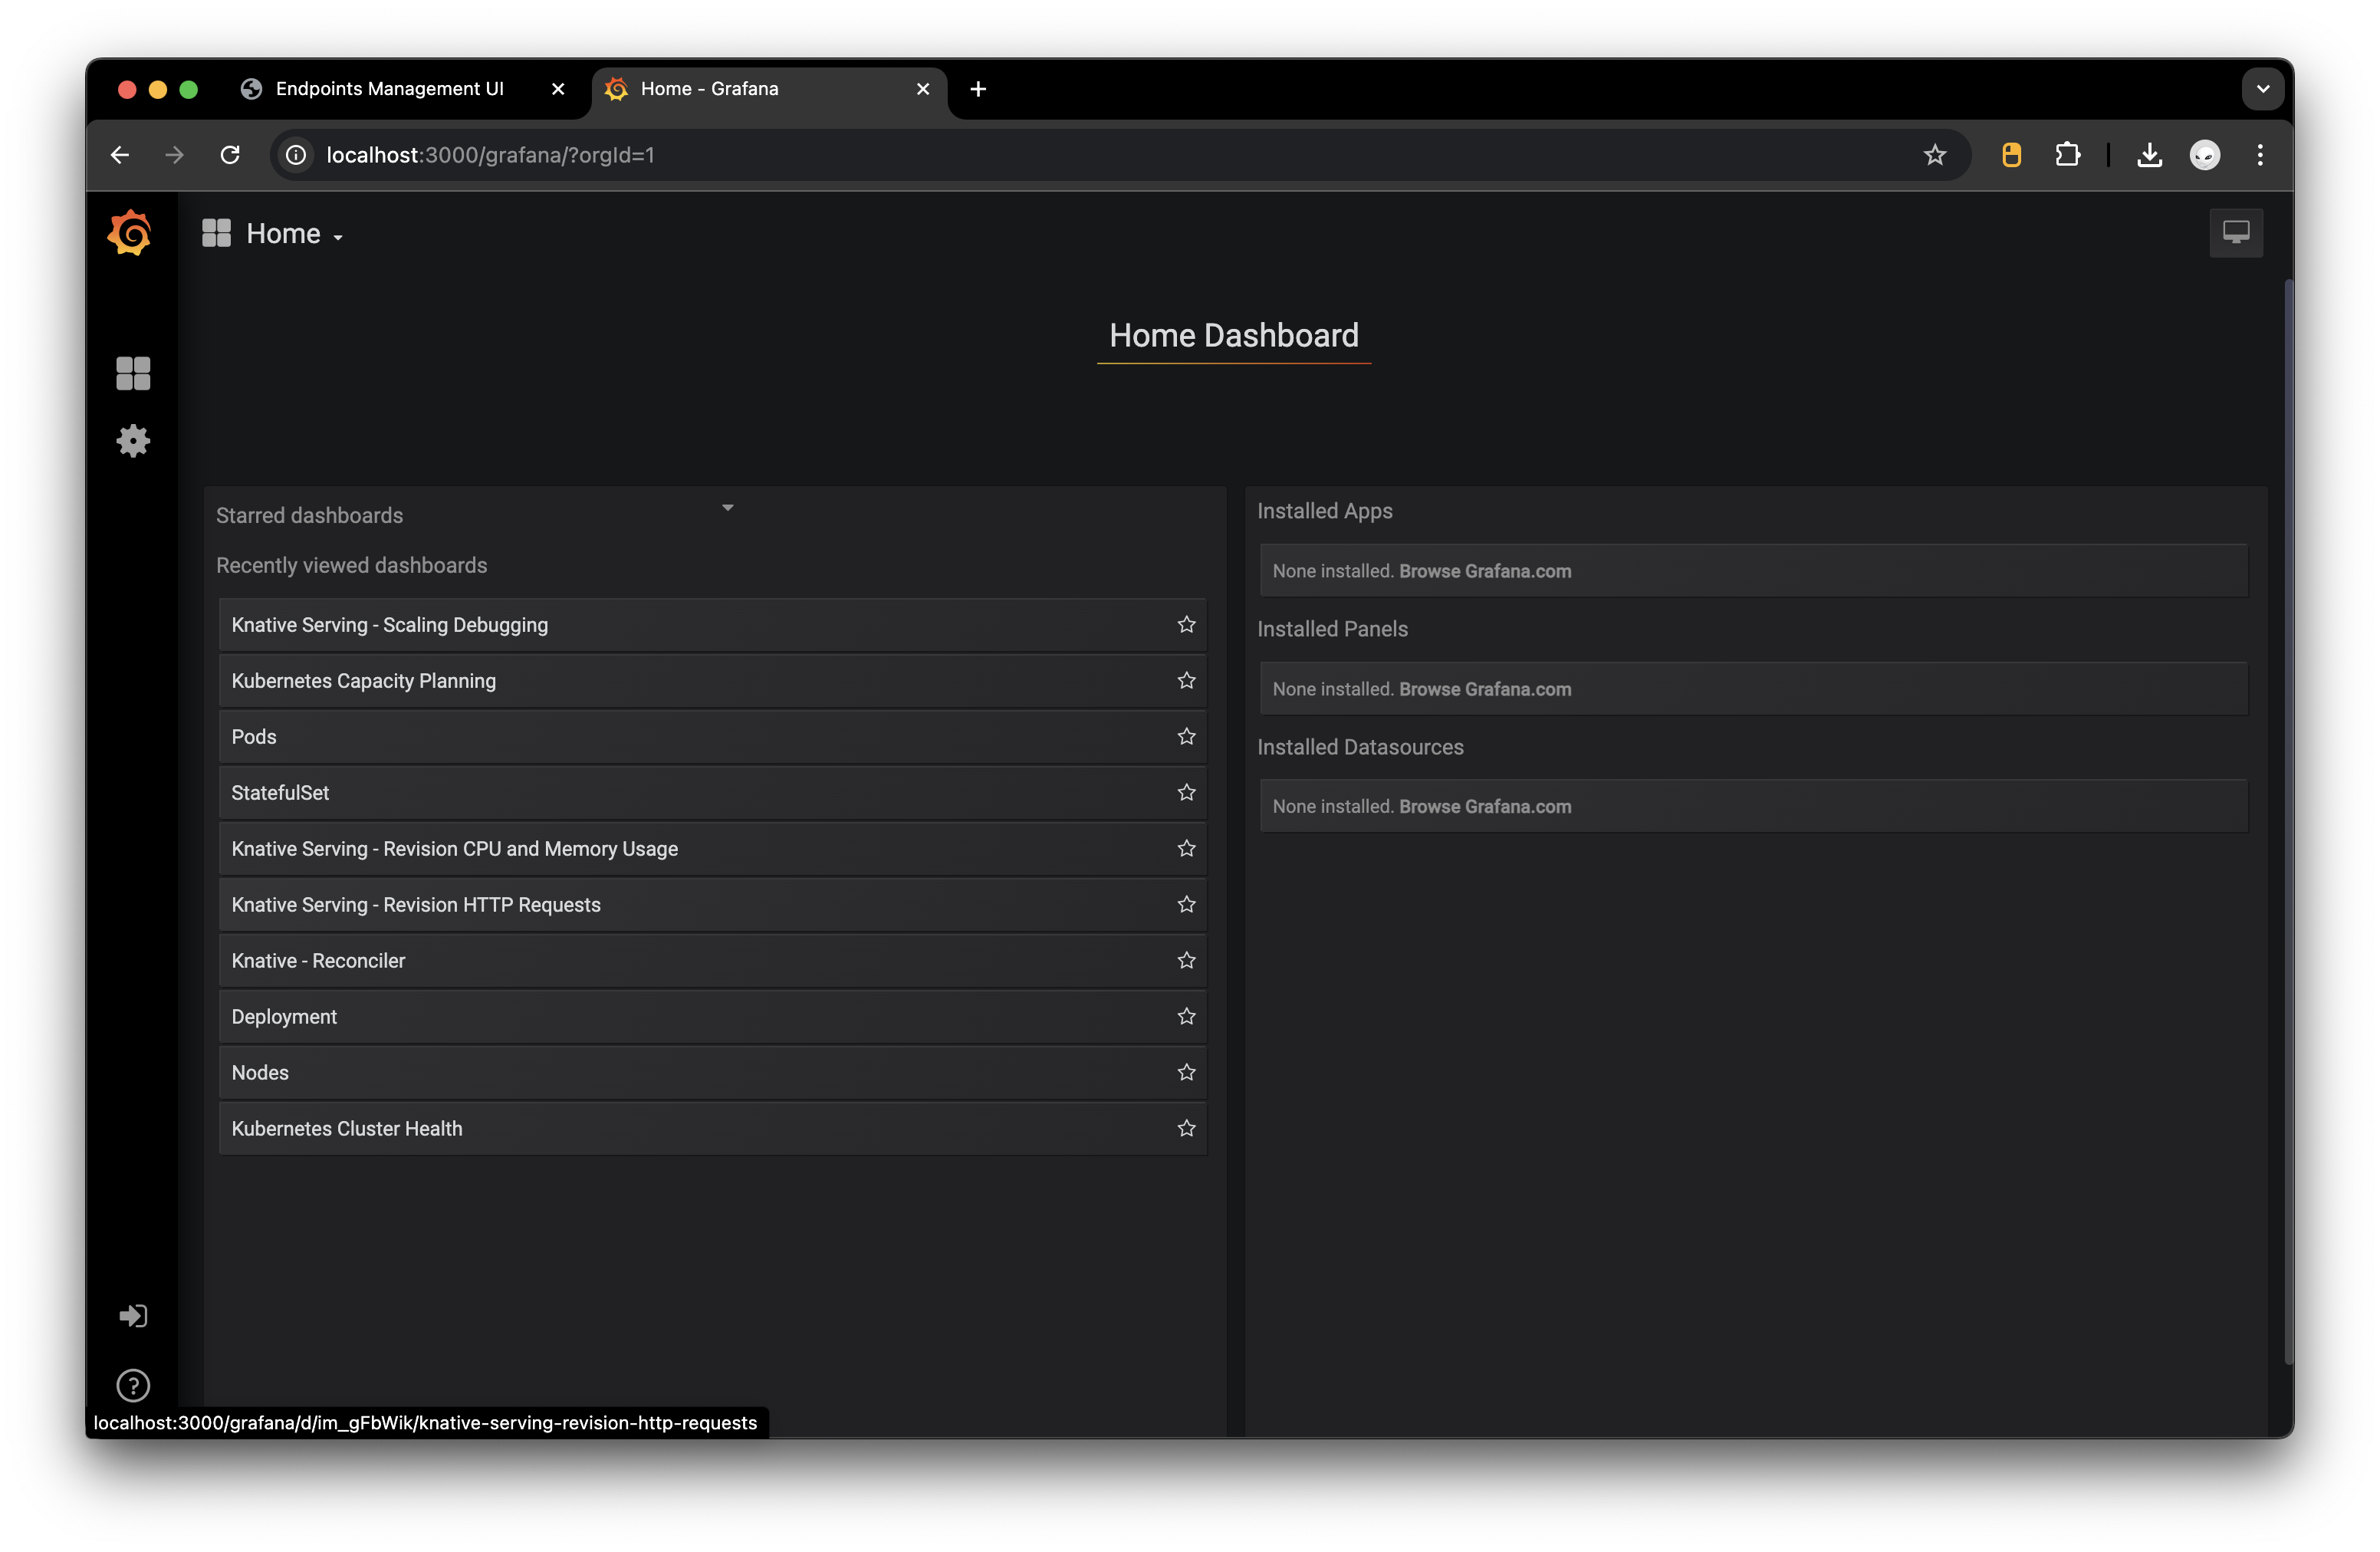 Endpoints Management UI
Home - Grafana
localhost:3000/grafana/?orgId=1
Home
Home Dashboard
Starred dashboards
Recently viewed dashboards
Knative Serving - Scaling Debugging
Kubernetes Capacity Planning
Pods
StatefulSet
Knative Serving - Revision CPU and Memory Usage
Knative Serving - Revision HTTP Requests
Knative - Reconciler
Deployment
Nodes
Kubernetes Cluster Health
Installed Apps
None installed. Browse Grafana.com
Installed Panels
None installed. Browse Grafana.com
Installed Datasources
None installed. Browse Grafana.com
localhost:3000/grafana/d/im_gFbWik/knative-serving-revision-http-requests